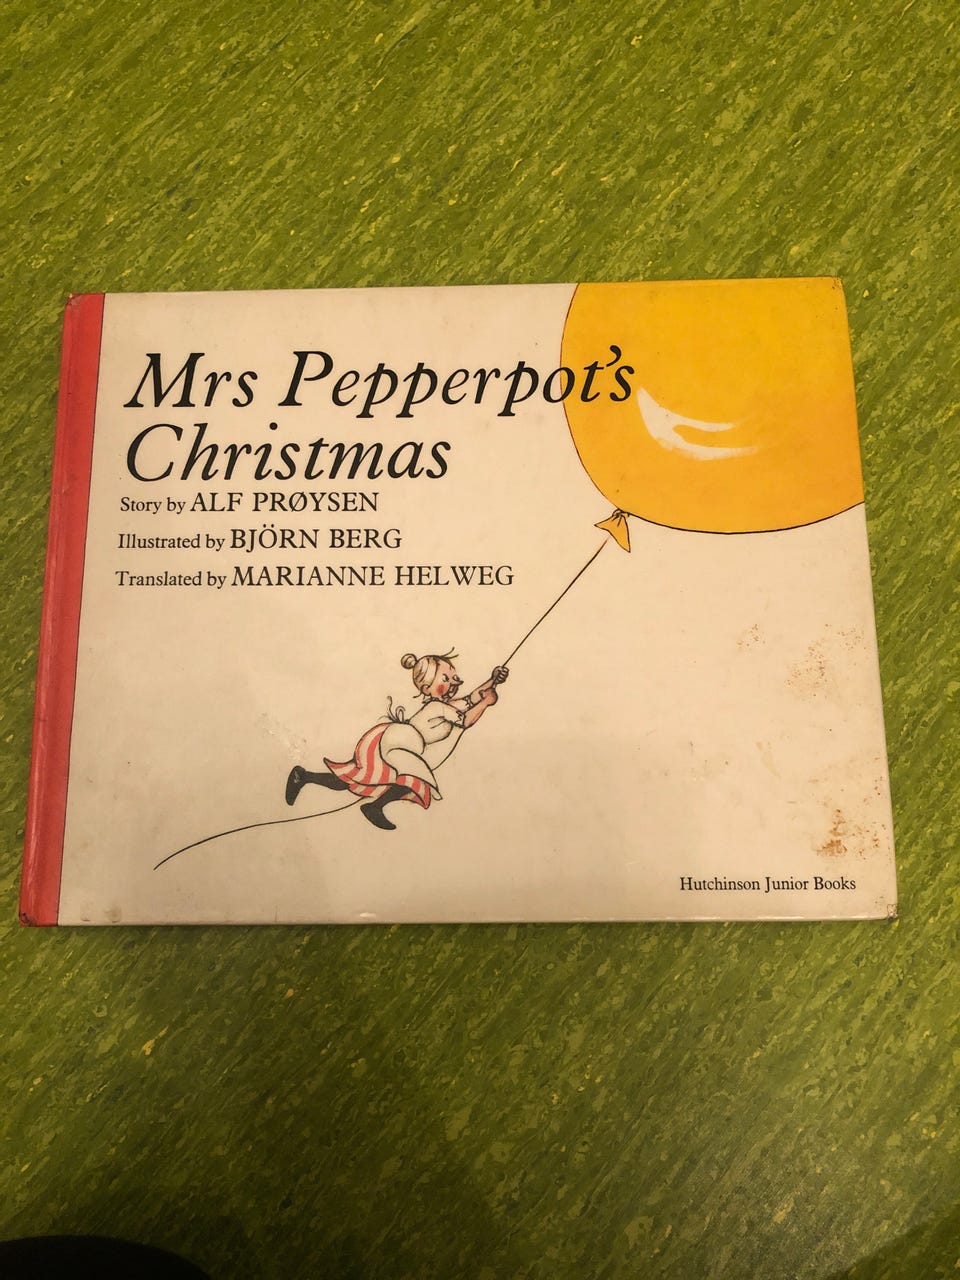 Mrs Pepperpot's
Christmas
Story by ALF PRØYSEN
Illustrated by BJÖRN BERG
Translated by MARIANNE HELWEG
Hutchinson Junior Books